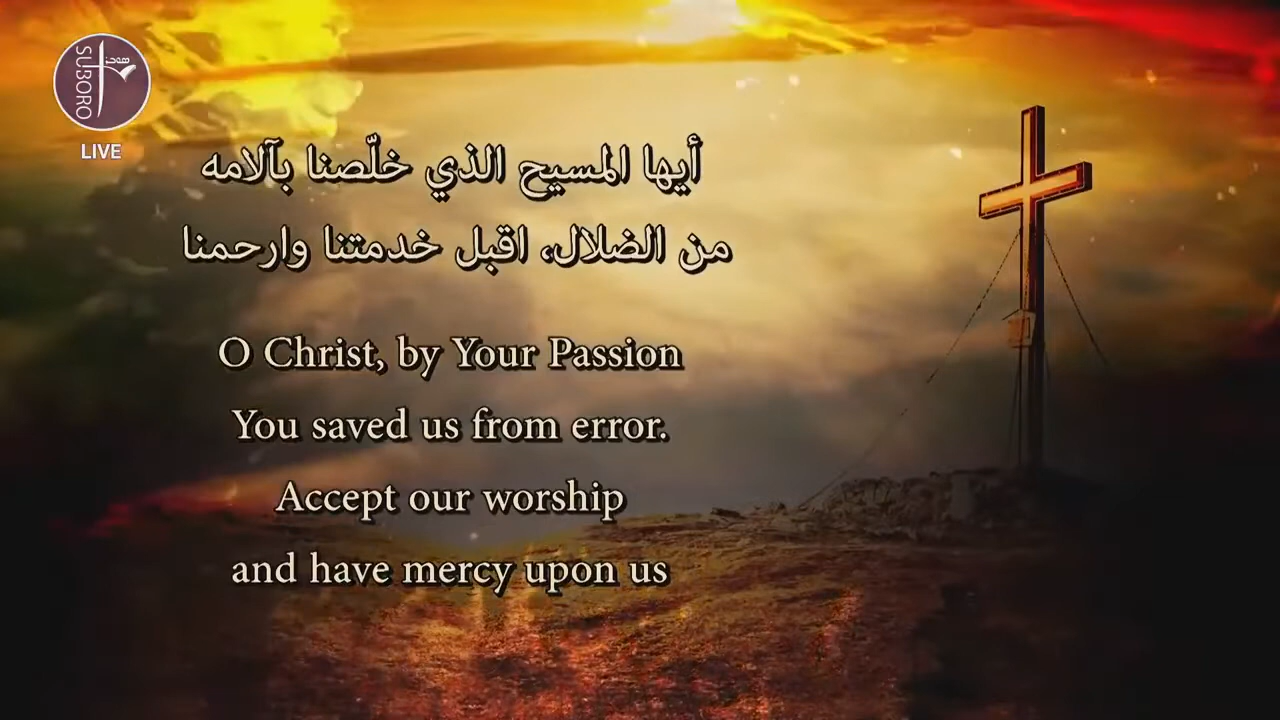 SUBORO
LIVE
أيها المسيح الذي خلّصنا بآلامه
من الضلال، اقبل خدمتنا وارحمنا
O Christ, by Your Passion
You saved us from error.
Accept our worship
and have mercy upon us